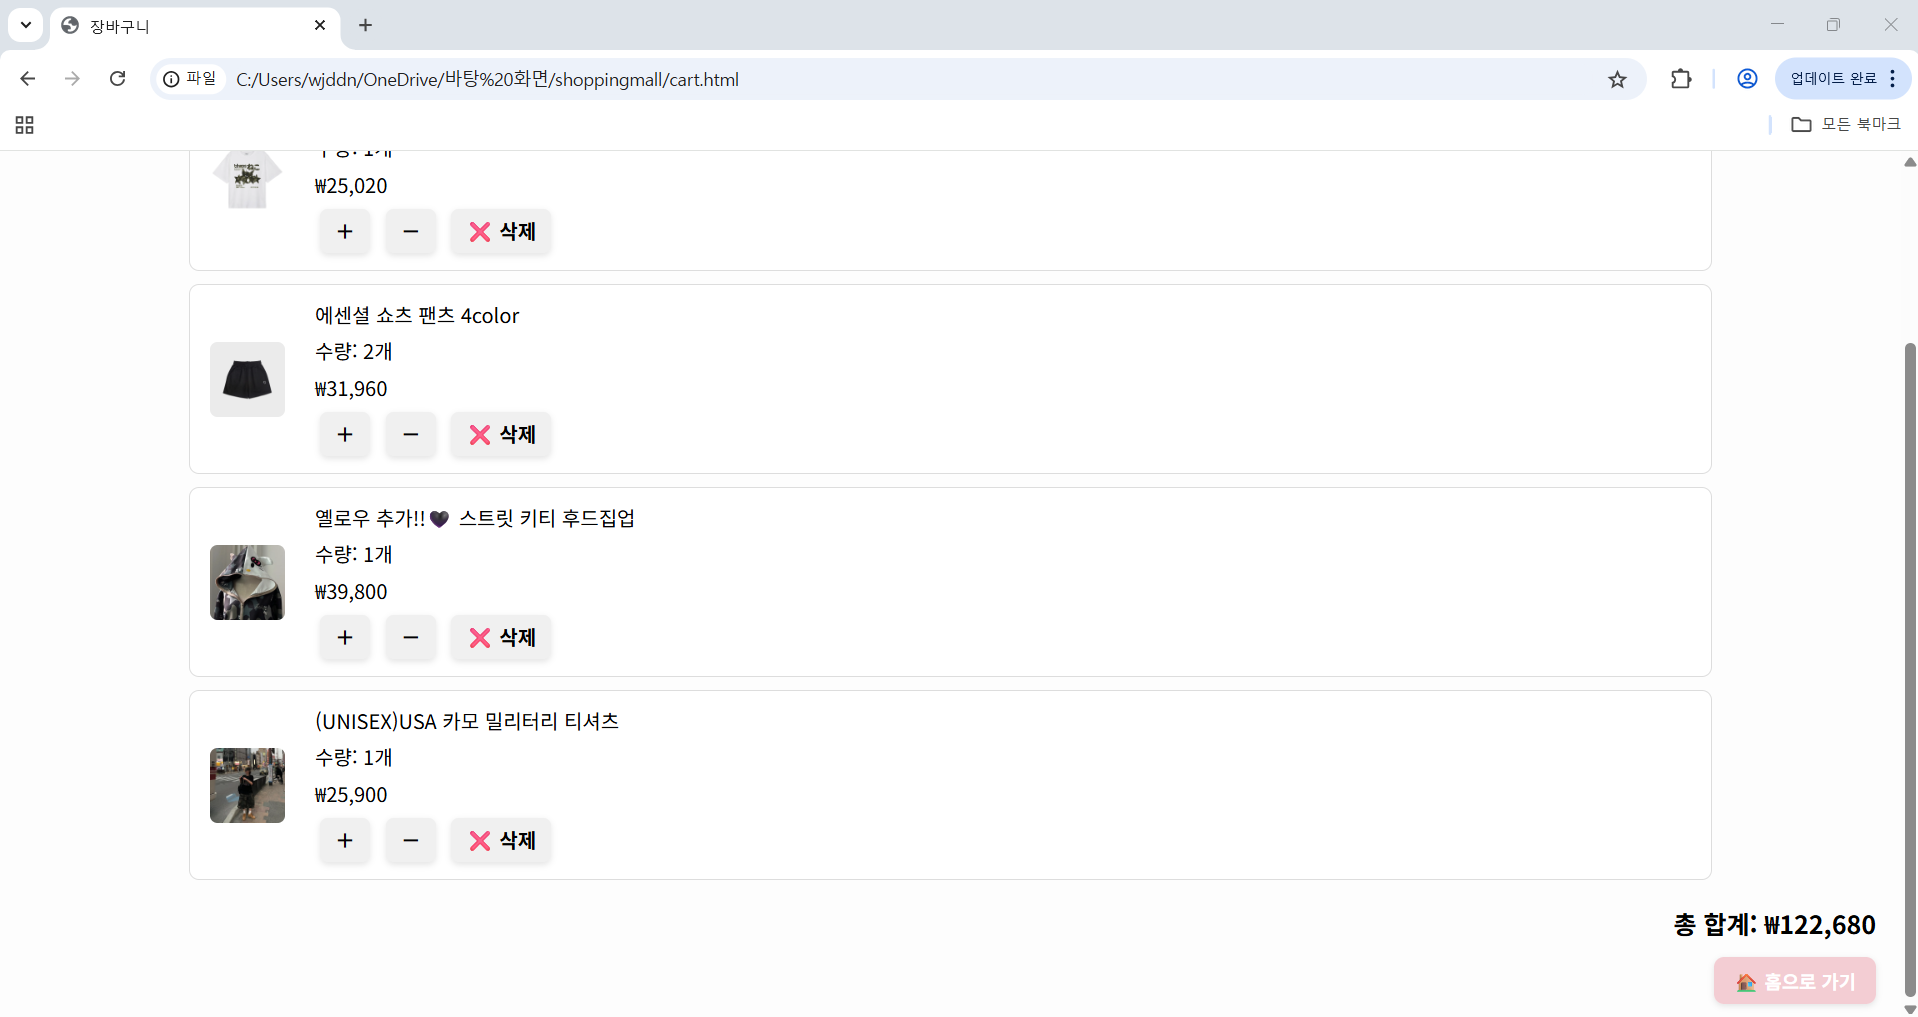 장바구니
파일
C:/Users/wjddn/OneDrive/바탕%20화면/shoppingmall/cart.html
업데이트 완료
모든 북마크
수량: 1개
₩25,020
+ − ❌ 삭제
에센셜 쇼츠 팬츠 4color
수량: 2개
₩31,960
+ − ❌ 삭제
옐로우 추가!!🖤 스트릿 키티 후드집업
수량: 1개
₩39,800
+ − ❌ 삭제
(UNISEX)USA 카모 밀리터리 티셔츠
수량: 1개
₩25,900
+ − ❌ 삭제
총 합계: ₩122,680
🏠 홈으로 가기